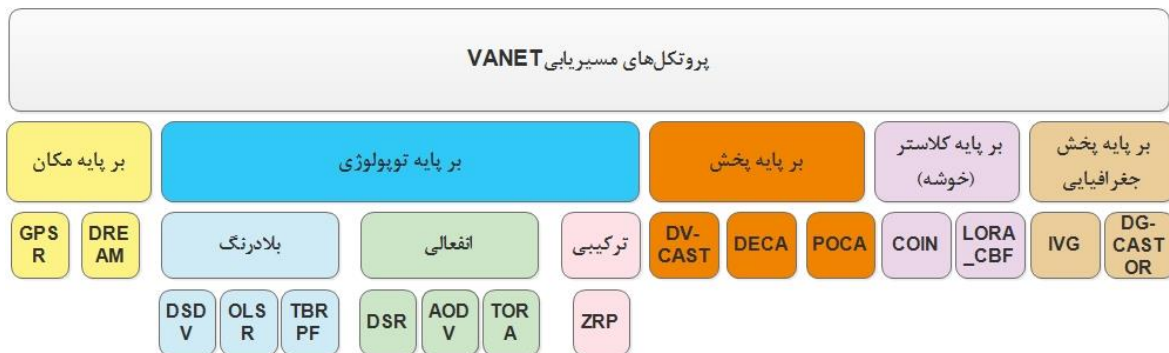 پروتکل‌های مسیریابی VANET
بر پایه پخش
جغرافیایی
بر پایه کلاستر
(خوشه)
بر پایه پخش
بر پایه توپولوژی
بر پایه مکان
DG-
CAST
OR
IVG
LORA
_CBF
COIN
POCA
DECA
DV-
CAST
ترکیبی
انفعالی
بلادرنگ
DRE
AM
GPS
R
ZRP
TOR
A
AOD
V
DSR
TBR
PF
OLS
R
DSD
V